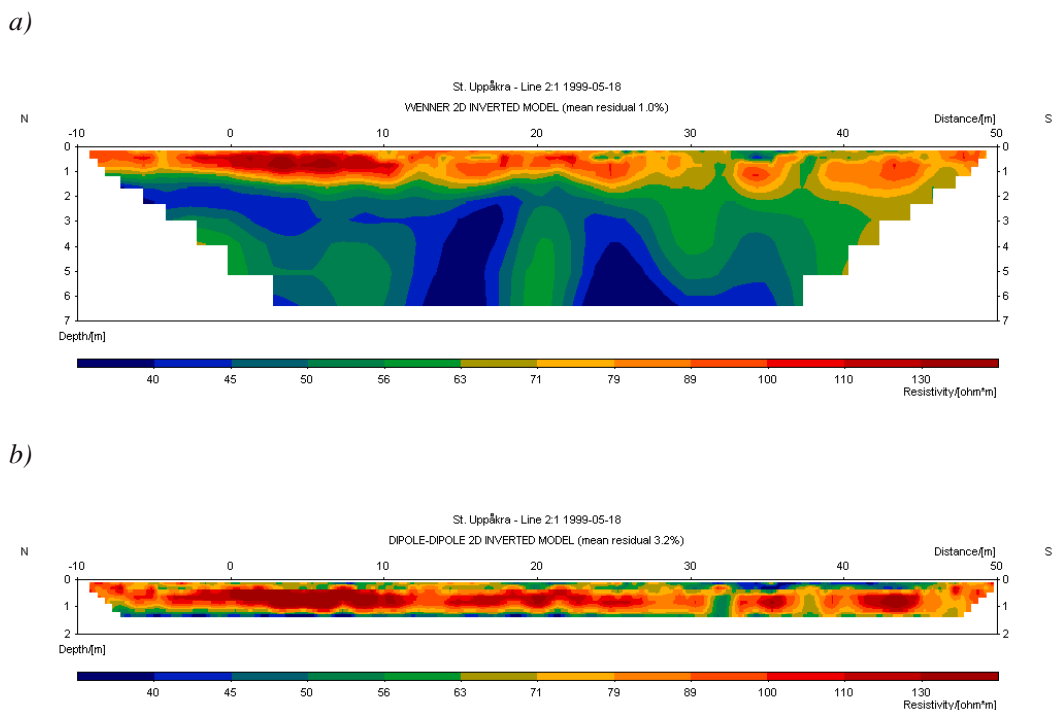 a)
St. Uppåkra - Line 2:1 1999-05-18
WENNER 2D INVERTED MODEL (mean residual 1.0%)
N Distance/[m] S
-10 0 10 20 30 40 50
0 0
1 1
2 2
3 3
4 4
5 5
6 6
7 7
Depth/[m]
40 45 50 56 63 71 79 89 100 110 130
Resistivity/[ohm*m]
b)
St. Uppåkra - Line 2:1 1999-05-18
DIPOLE-DIPOLE 2D INVERTED MODEL (mean residual 3.2%)
N Distance/[m] S
-10 0 10 20 30 40 50
0 0
1 1
2 2
Depth/[m]
40 45 50 56 63 71 79 89 100 110 130
Resistivity/[ohm*m]